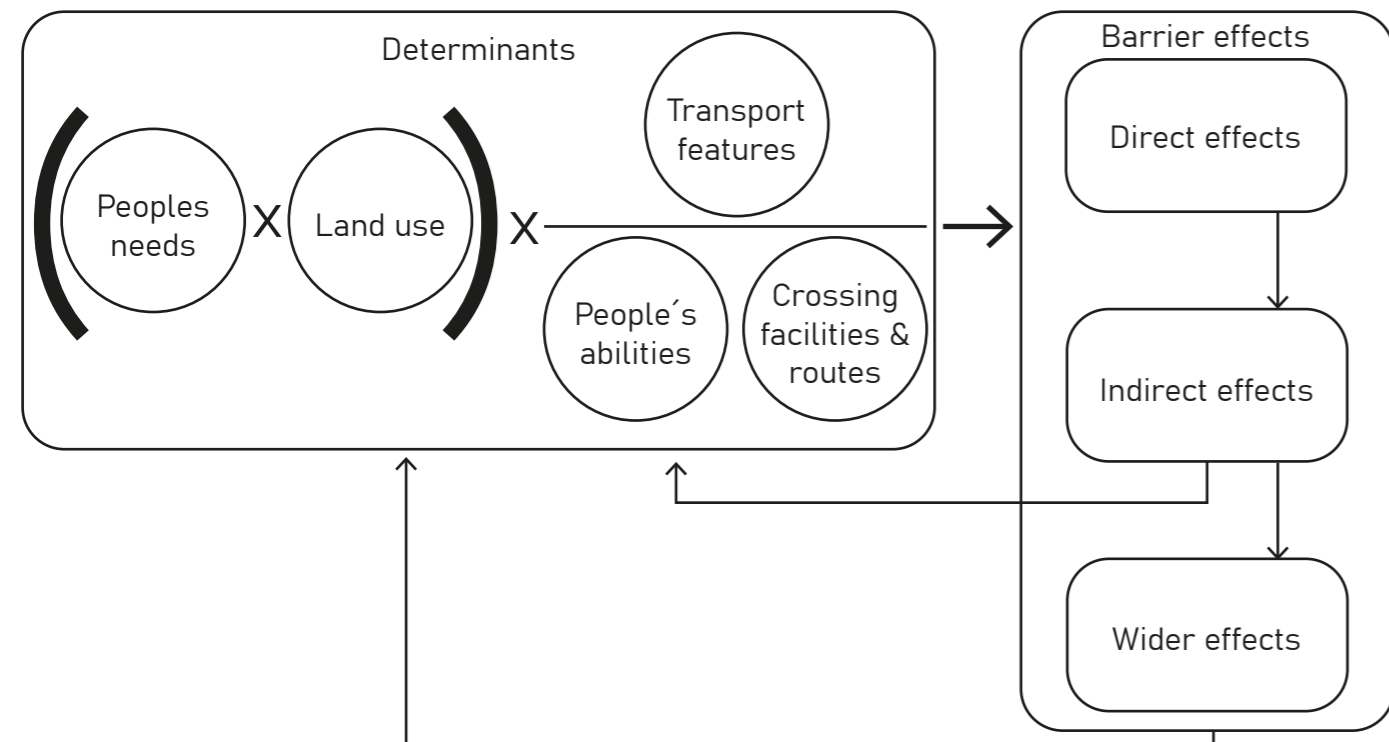 Determinants
Peoples
needs
X
Land use
X
Transport
features
People´s
abilities
Crossing
facilities &
routes
Barrier effects
Direct effects
Indirect effects
Wider effects